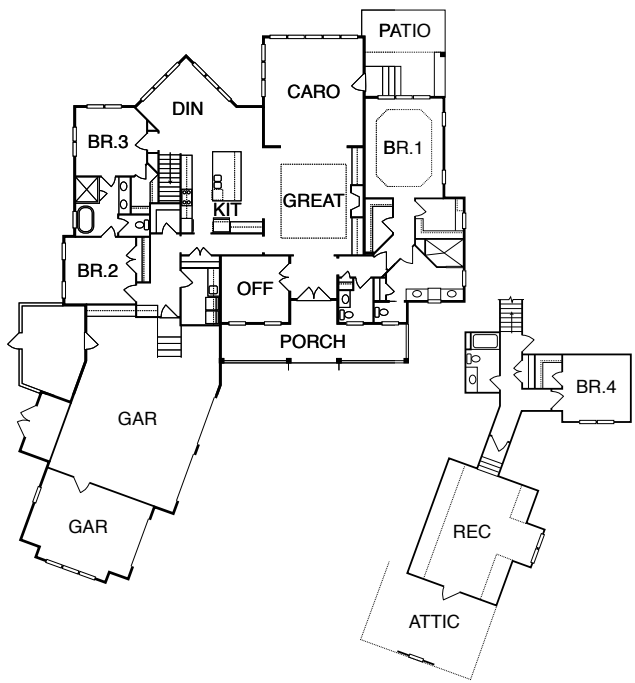 PATIO
DIN
CARO
BR.3
BR.1
GREAT
KIT
BR.2
OFF
PORCH
GAR
BR.4
GAR
REC
ATTIC